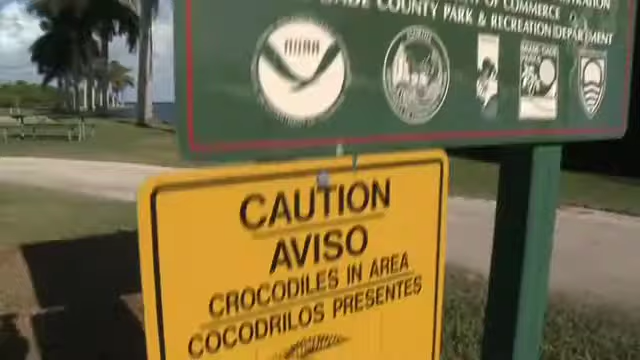 OF COMMERCE
DADE COUNTY PARK & RECREATION DEPARTMENT
NOAA
CAUTION
AVISO
CROCODILES IN AREA
COCODRILOS PRESENTES